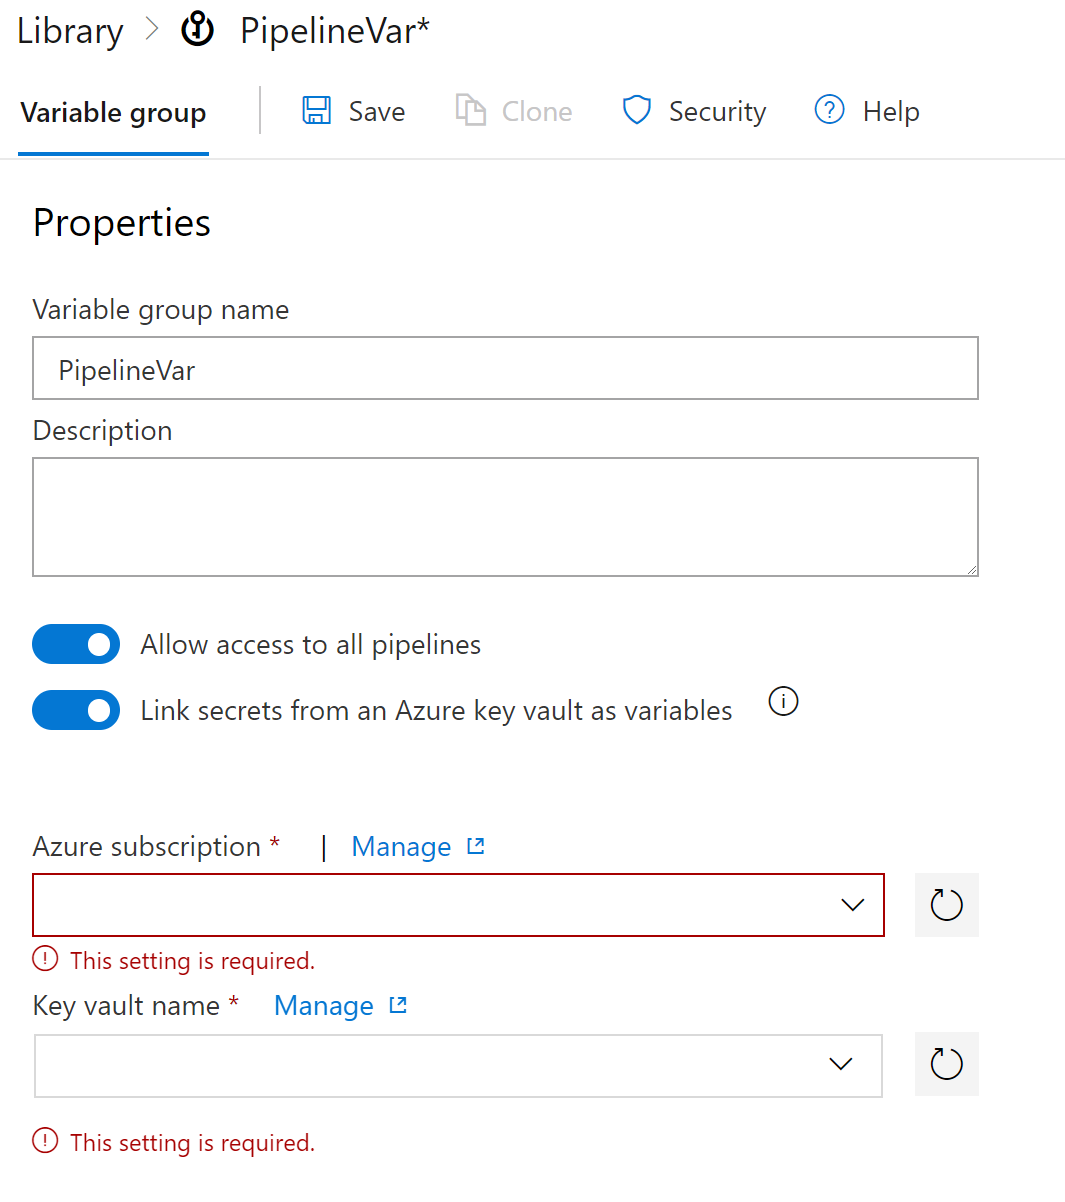 Library > PipelineVar*
Variable group | Save Clone Security Help
Properties
Variable group name
PipelineVar
Description
Allow access to all pipelines
Link secrets from an Azure key vault as variables
Azure subscription * | Manage
This setting is required.
Key vault name * Manage
This setting is required.